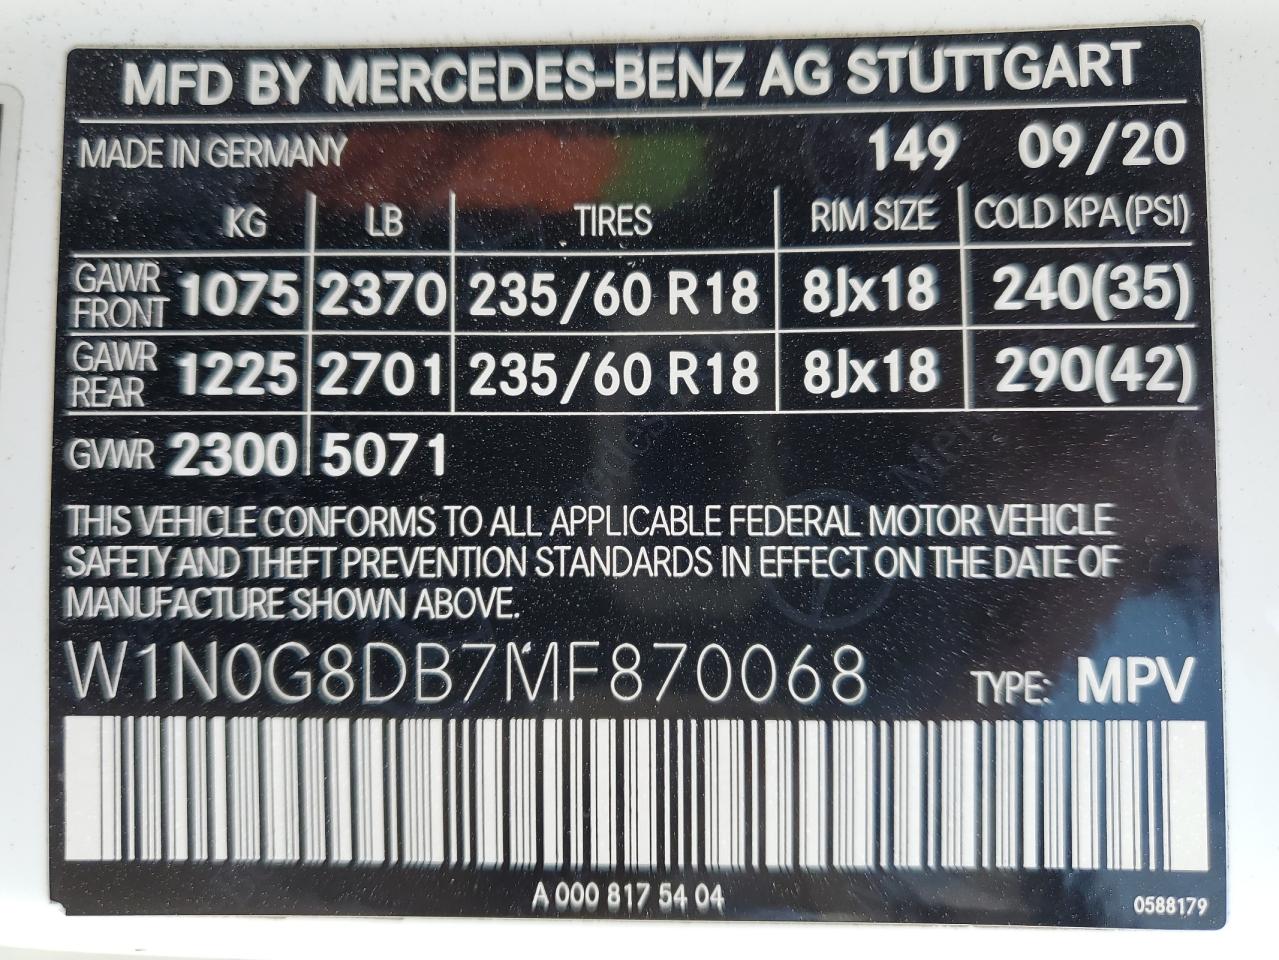 MFD BY MERCEDES-BENZ AG STUTTGART
MADE IN GERMANY 149 09/20
KG LB TIRES RIM SIZE COLD KPA (PSI)
GAWR FRONT 1075 2370 235/60 R18 8Jx18 240(35)
GAWR REAR 1225 2701 235/60 R18 8Jx18 290(42)
GVWR 2300 5071
THIS VEHICLE CONFORMS TO ALL APPLICABLE FEDERAL MOTOR VEHICLE
SAFETY AND THEFT PREVENTION STANDARDS IN EFFECT ON THE DATE OF
MANUFACTURE SHOWN ABOVE.
W1N0G8DB7MF870068 TYPE: MPV
A 000 817 54 04
0588179